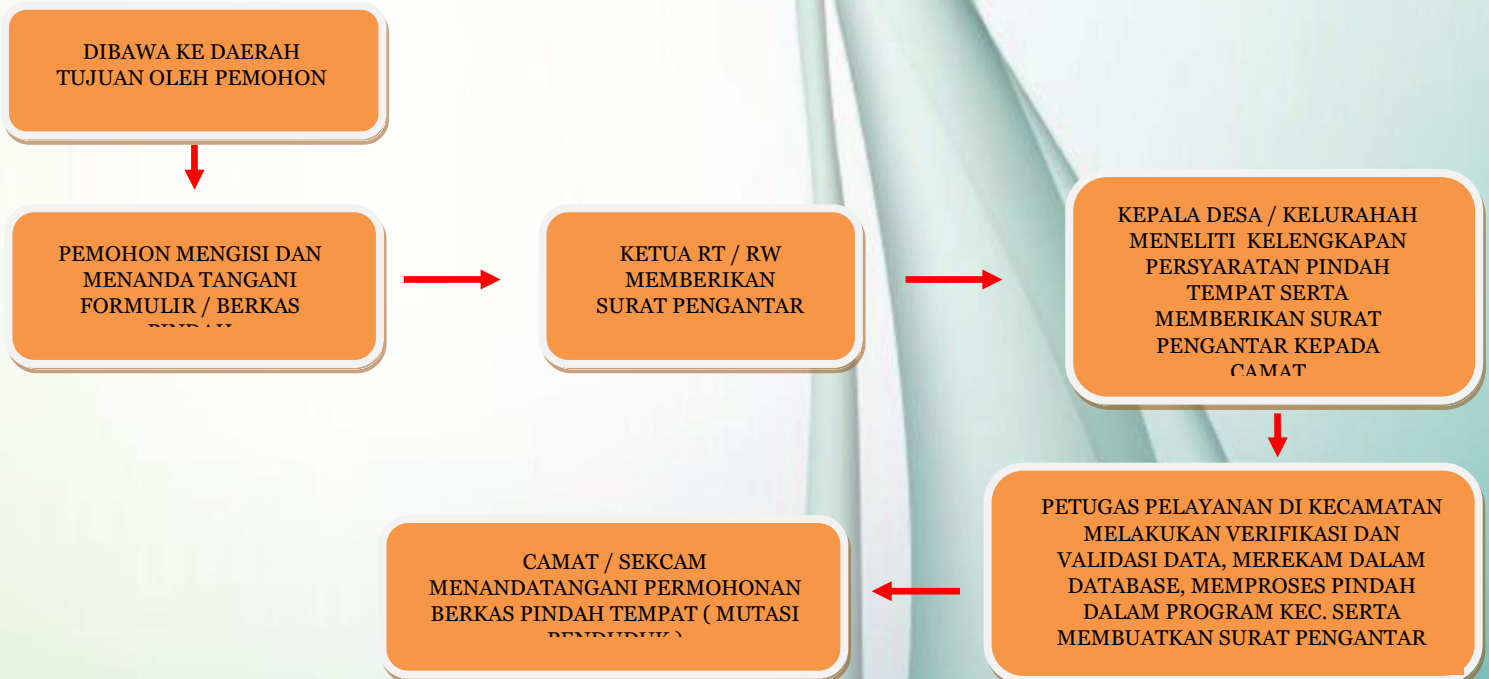 DIBAWA KE DAERAH
TUJUAN OLEH PEMOHON
PEMOHON MENGISI DAN
MENANDA TANGANI
FORMULIR / BERKAS
PINDAH
KETUA RT / RW
MEMBERIKAN
SURAT PENGANTAR
KEPALA DESA / KELURAHAH
MENELITI KELENGKAPAN
PERSYARATAN PINDAH
TEMPAT SERTA
MEMBERIKAN SURAT
PENGANTAR KEPADA
CAMAT
PETUGAS PELAYANAN DI KECAMATAN
MELAKUKAN VERIFIKASI DAN
VALIDASI DATA, MEREKAM DALAM
DATABASE, MEMPROSES PINDAH
DALAM PROGRAM KEC. SERTA
MEMBUATKAN SURAT PENGANTAR
CAMAT / SEKCAM
MENANDATANGANI PERMOHONAN
BERKAS PINDAH TEMPAT ( MUTASI
PENDUDUK )